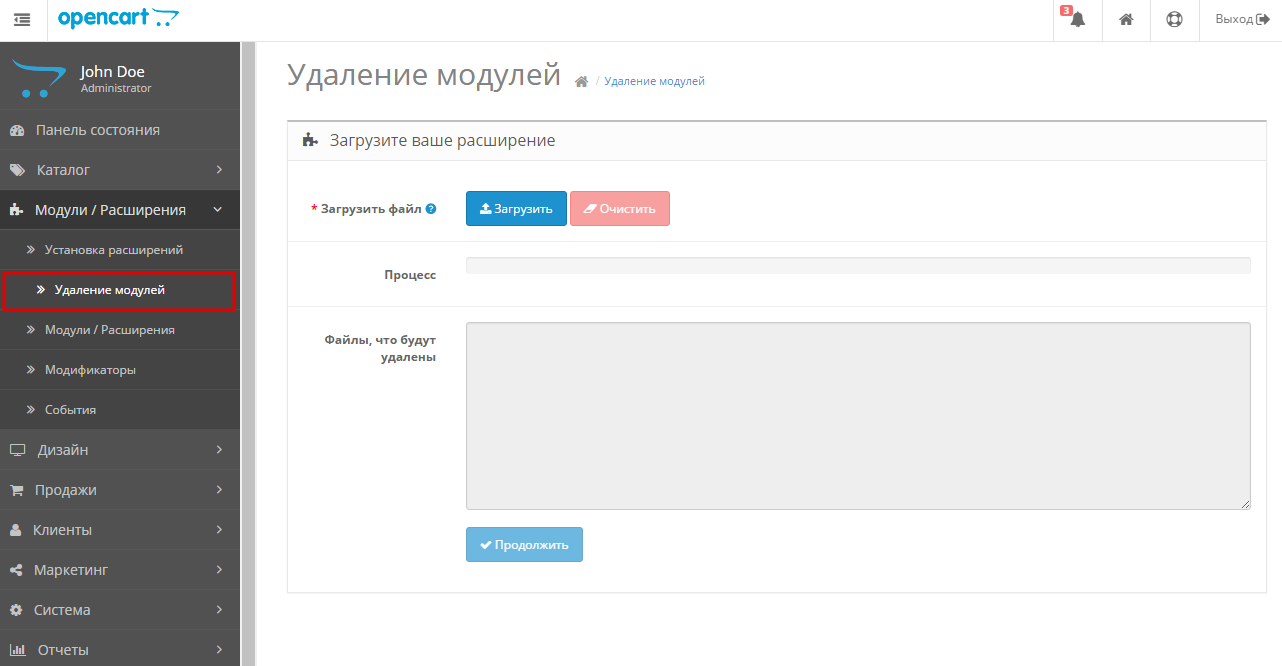 opencart
3
Выход
John Doe
Administrator
Панель состояния
Каталог
Модули / Расширения
Установка расширений
Удаление модулей
Модули / Расширения
Модификаторы
События
Дизайн
Продажи
Клиенты
Маркетинг
Система
Отчеты
Удаление модулей
/ Удаление модулей
Загрузите ваше расширение
* Загрузить файл ?
Загрузить
Очистить
Процесс
Файлы, что будут
удалены
Продолжить